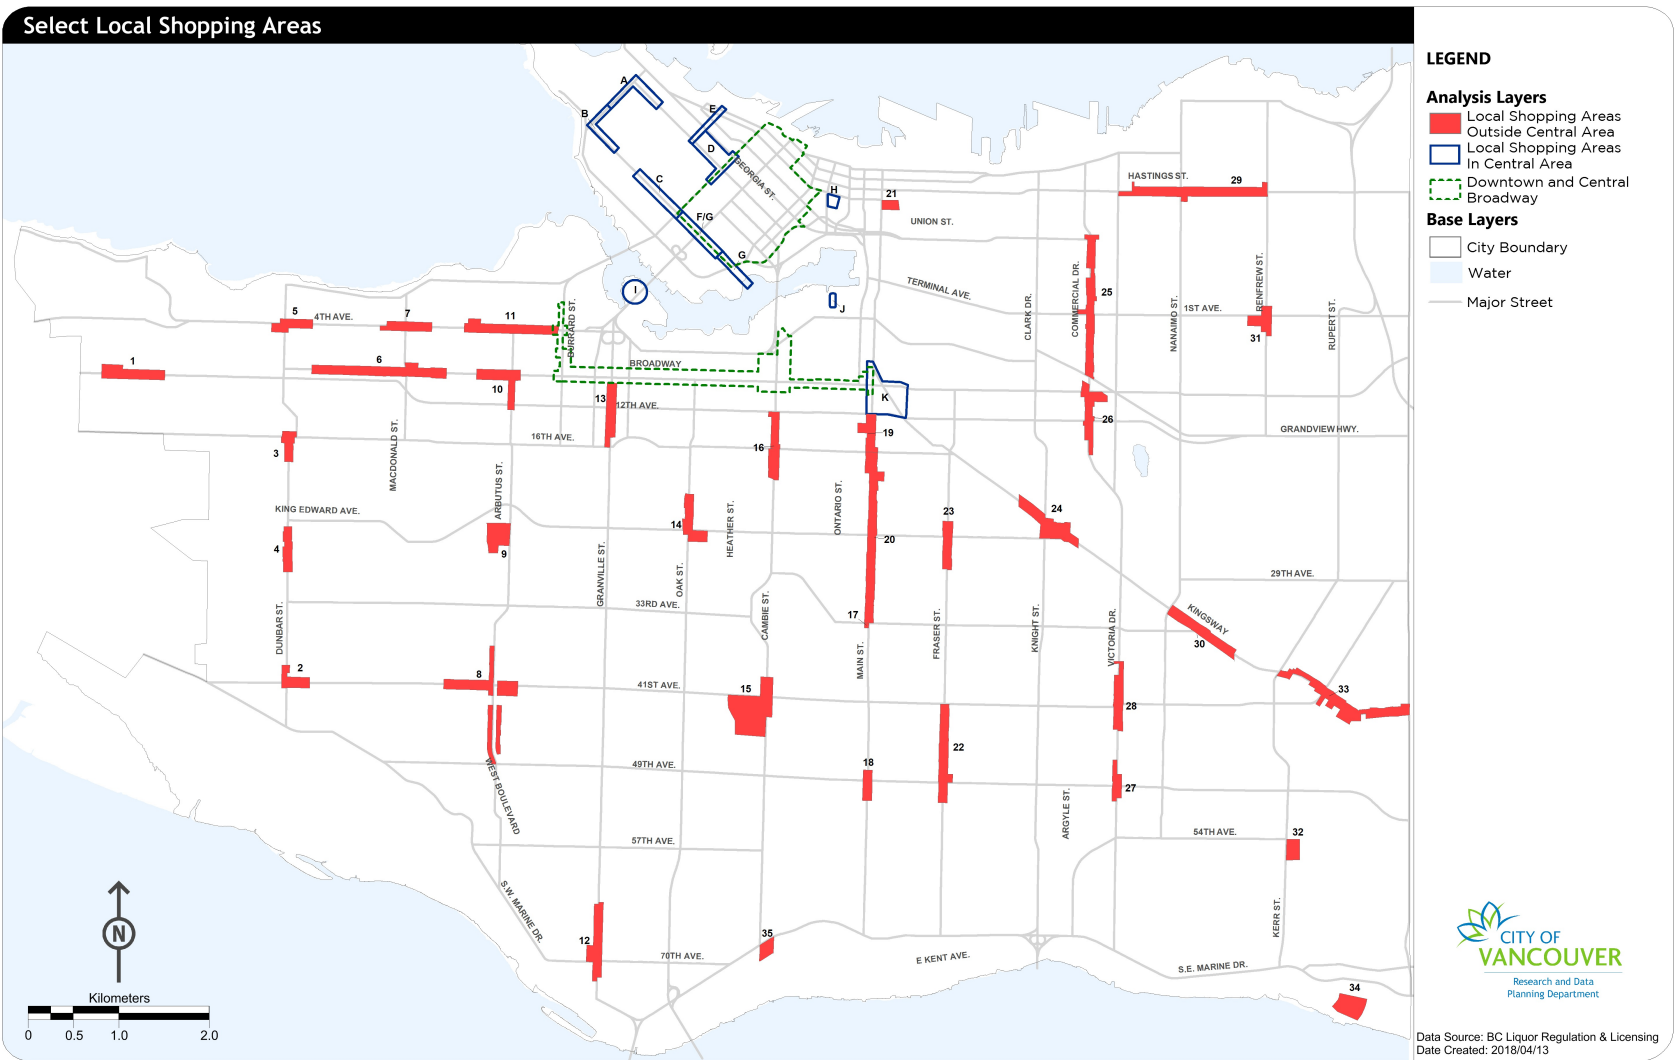 Select Local Shopping Areas
LEGEND
Analysis Layers
Local Shopping Areas
Outside Central Area
Local Shopping Areas
In Central Area
Downtown and Central
Broadway
Base Layers
City Boundary
Water
Major Street
A
B
E
D
C
GEORGIA ST.
H
21
F/G
G
UNION ST.
HASTINGS ST.
29
I
J
TERMINAL AVE.
CLARK DR.
COMMERCIAL DR.
25
NANAIMO ST.
1ST AVE.
RENFREW ST.
31
RUPERT ST.
5
4TH AVE.
7
11
BURRARD ST.
1
6
BROADWAY
10
13
12TH AVE.
K
16TH AVE.
3
MACDONALD ST.
ARBUTUS ST.
16
19
26
GRANDVIEW HWY.
KING EDWARD AVE.
4
9
14
HEATHER ST.
ONTARIO ST.
20
23
24
GRANVILLE ST.
OAK ST.
29TH AVE.
33RD AVE.
DUNBAR ST.
CAMBIE ST.
17
MAIN ST.
FRASER ST.
KNIGHT ST.
VICTORIA DR.
KINGSWAY
30
2
8
41ST AVE.
15
28
33
49TH AVE.
18
22
27
WEST BOULEVARD
ARGYLE ST.
57TH AVE.
54TH AVE.
32
S.W. MARINE DR.
KERR ST.
12
70TH AVE.
35
E KENT AVE.
S.E. MARINE DR.
34
N
Kilometers
0 0.5 1.0 2.0
CITY OF
VANCOUVER
Research and Data
Planning Department
Data Source: BC Liquor Regulation & Licensing
Date Created: 2018/04/13